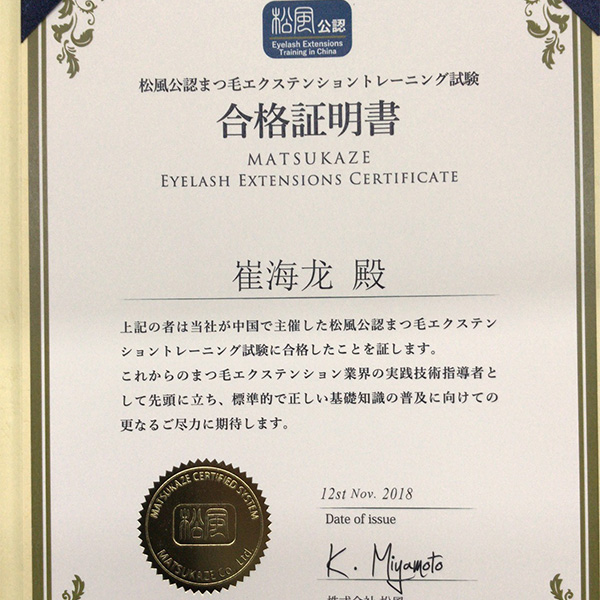 松風公認
Eyelash Extensions
Training in China
松風公認まつ毛エクステンショントレーニング試験
合格証明書
MATSUKAZE
EYELASH EXTENSIONS CERTIFICATE
崔海龙 殿
上記の者は当社が中国で主催した松風公認まつ毛エクステン
ショントレーニング試験に合格したことを証します。
これからのまつ毛エクステンション業界の実践技術指導者と
して先頭に立ち、標準的で正しい基礎知識の普及に向けての
更なるご尽力に期待します。
12st Nov. 2018
Date of issue
MATSUKAZE CERTIFIED SYSTEM
松風
MATSUKAZE Co. Ltd
K. Miyamoto
株式会社 松風